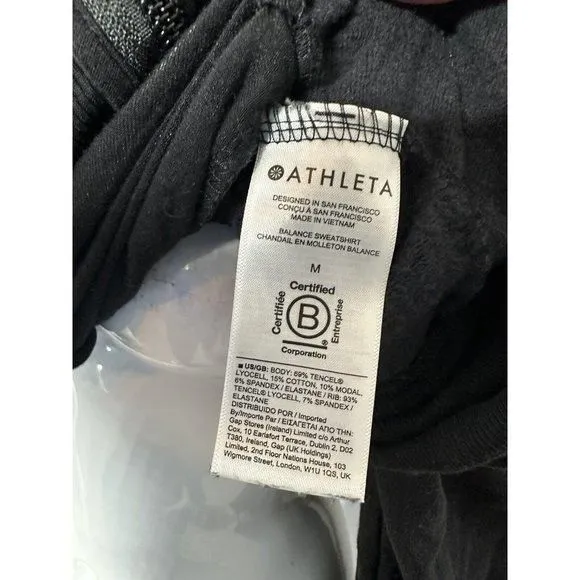 ATHLETA
DESIGNED IN SAN FRANCISCO
CONÇU À SAN FRANCISCO
MADE IN VIETNAM
BALANCE SWEATSHIRT
CHANDAIL EN MOLLETON BALANCE
M
Certified
Certifiée
B
Entreprise
Corporation
■ US/GB: BODY: 69% TENCEL®
LYOCELL, 15% COTTON, 10% MODAL,
6% SPANDEX / ELASTANE / RIB: 93%
TENCEL® LYOCELL, 7% SPANDEX /
ELASTANE
DISTRIBUIDO POR / Imported
By/Importe Par / ΕΙΣΑΓΕΤΑΙ ΑΠΟ ΤΗΝ:
Gap Stores (Ireland) Limited c/o Arthur
Cox, 10 Earlsfort Terrace, Dublin 2, D02
T380, Ireland, Gap (UK Holdings)
Limited, 2nd Floor Nations House, 103
Wigmore Street, London, W1U 1QS, UK